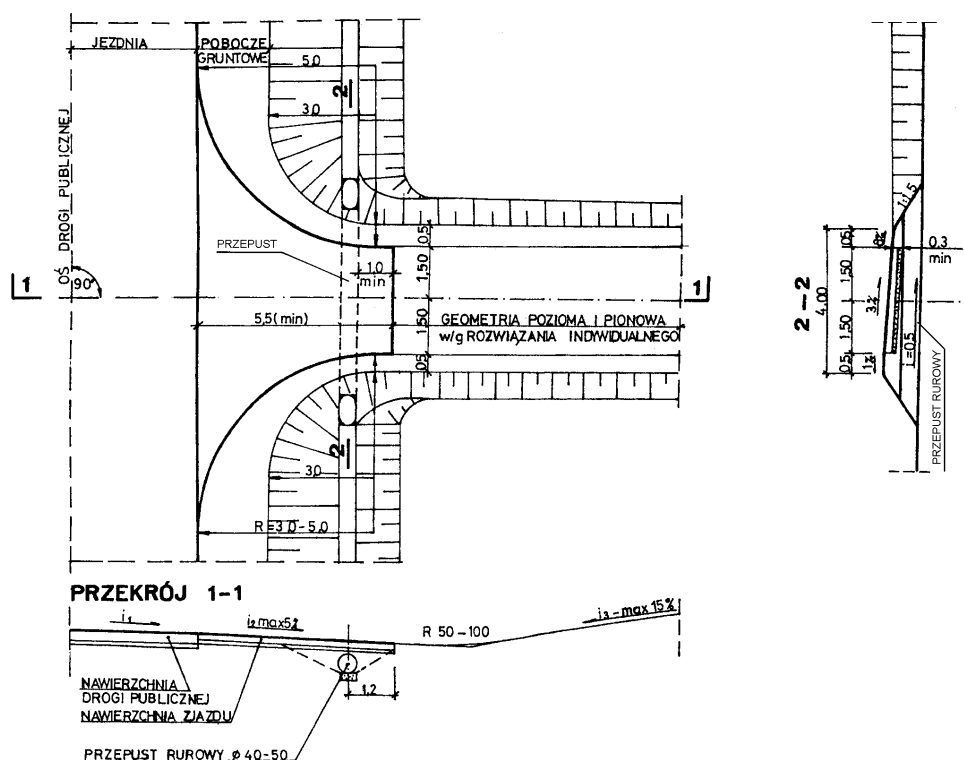 JEZDNIA
POBOCZE
GRUNTOWE
5,0
2
3,0
OŚ DROGI PUBLICZNEJ
PRZEPUST
0,5
1,0
min
1,50
1
90°
1
5,5 (min)
1,50
GEOMETRIA POZIOMA I PIONOWA
w/g ROZWIĄZANIA INDYWIDUALNEGO
0,5
2
3,0
R=3,0-5,0
1:1,5
0,5
8%
0,3
min
1,50
2-2
4,00
3%
1,50
i=0,5
0,5
PRZEPUST RUROWY
PRZEKRÓJ 1-1
i1
i2 max5%
R 50-100
i3-max 15%
1,2
NAWIERZCHNIA
DROGI PUBLICZNEJ
NAWIERZCHNIA ZJAZDU
PRZEPUST RUROWY ø 40-50